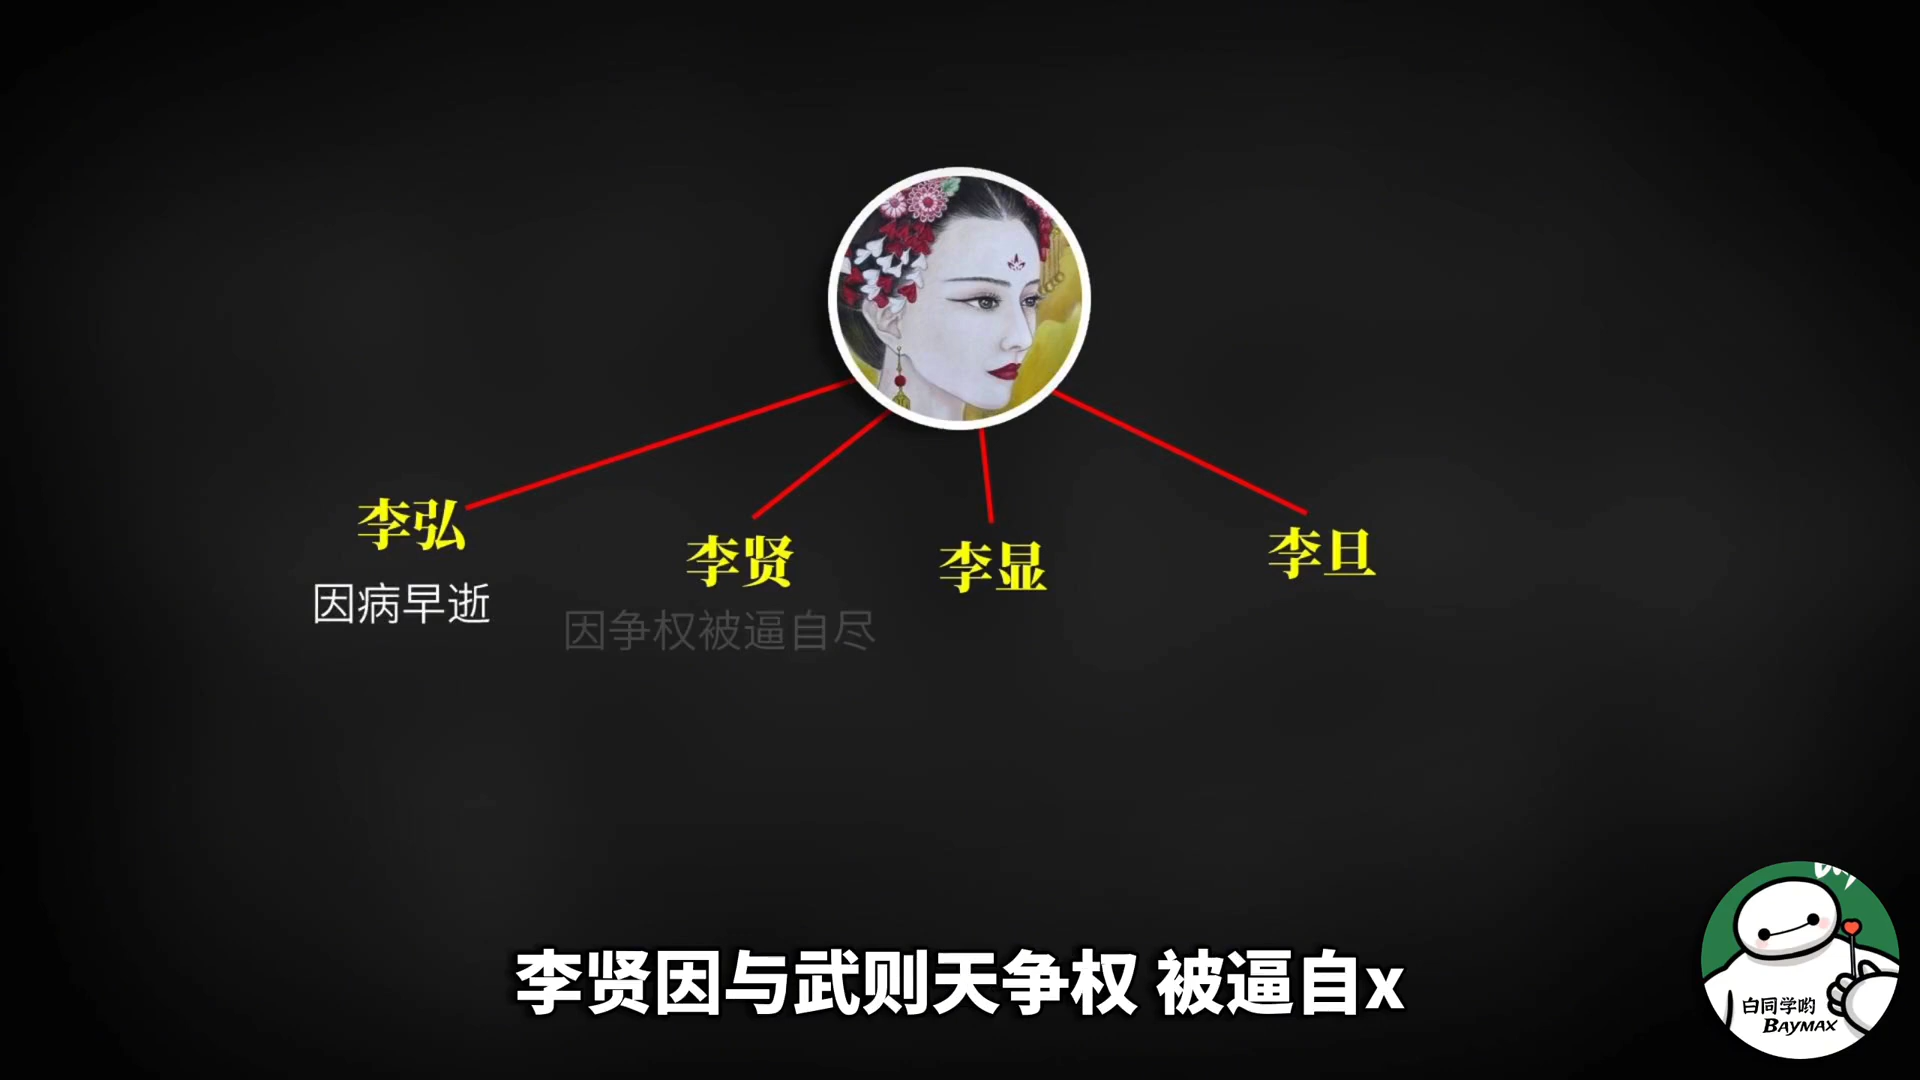 李弘
李贤
李显
李旦
因病早逝
因争权被逼自尽
李贤因与武则天争权 被逼自x
白同学哟
BAYMAX